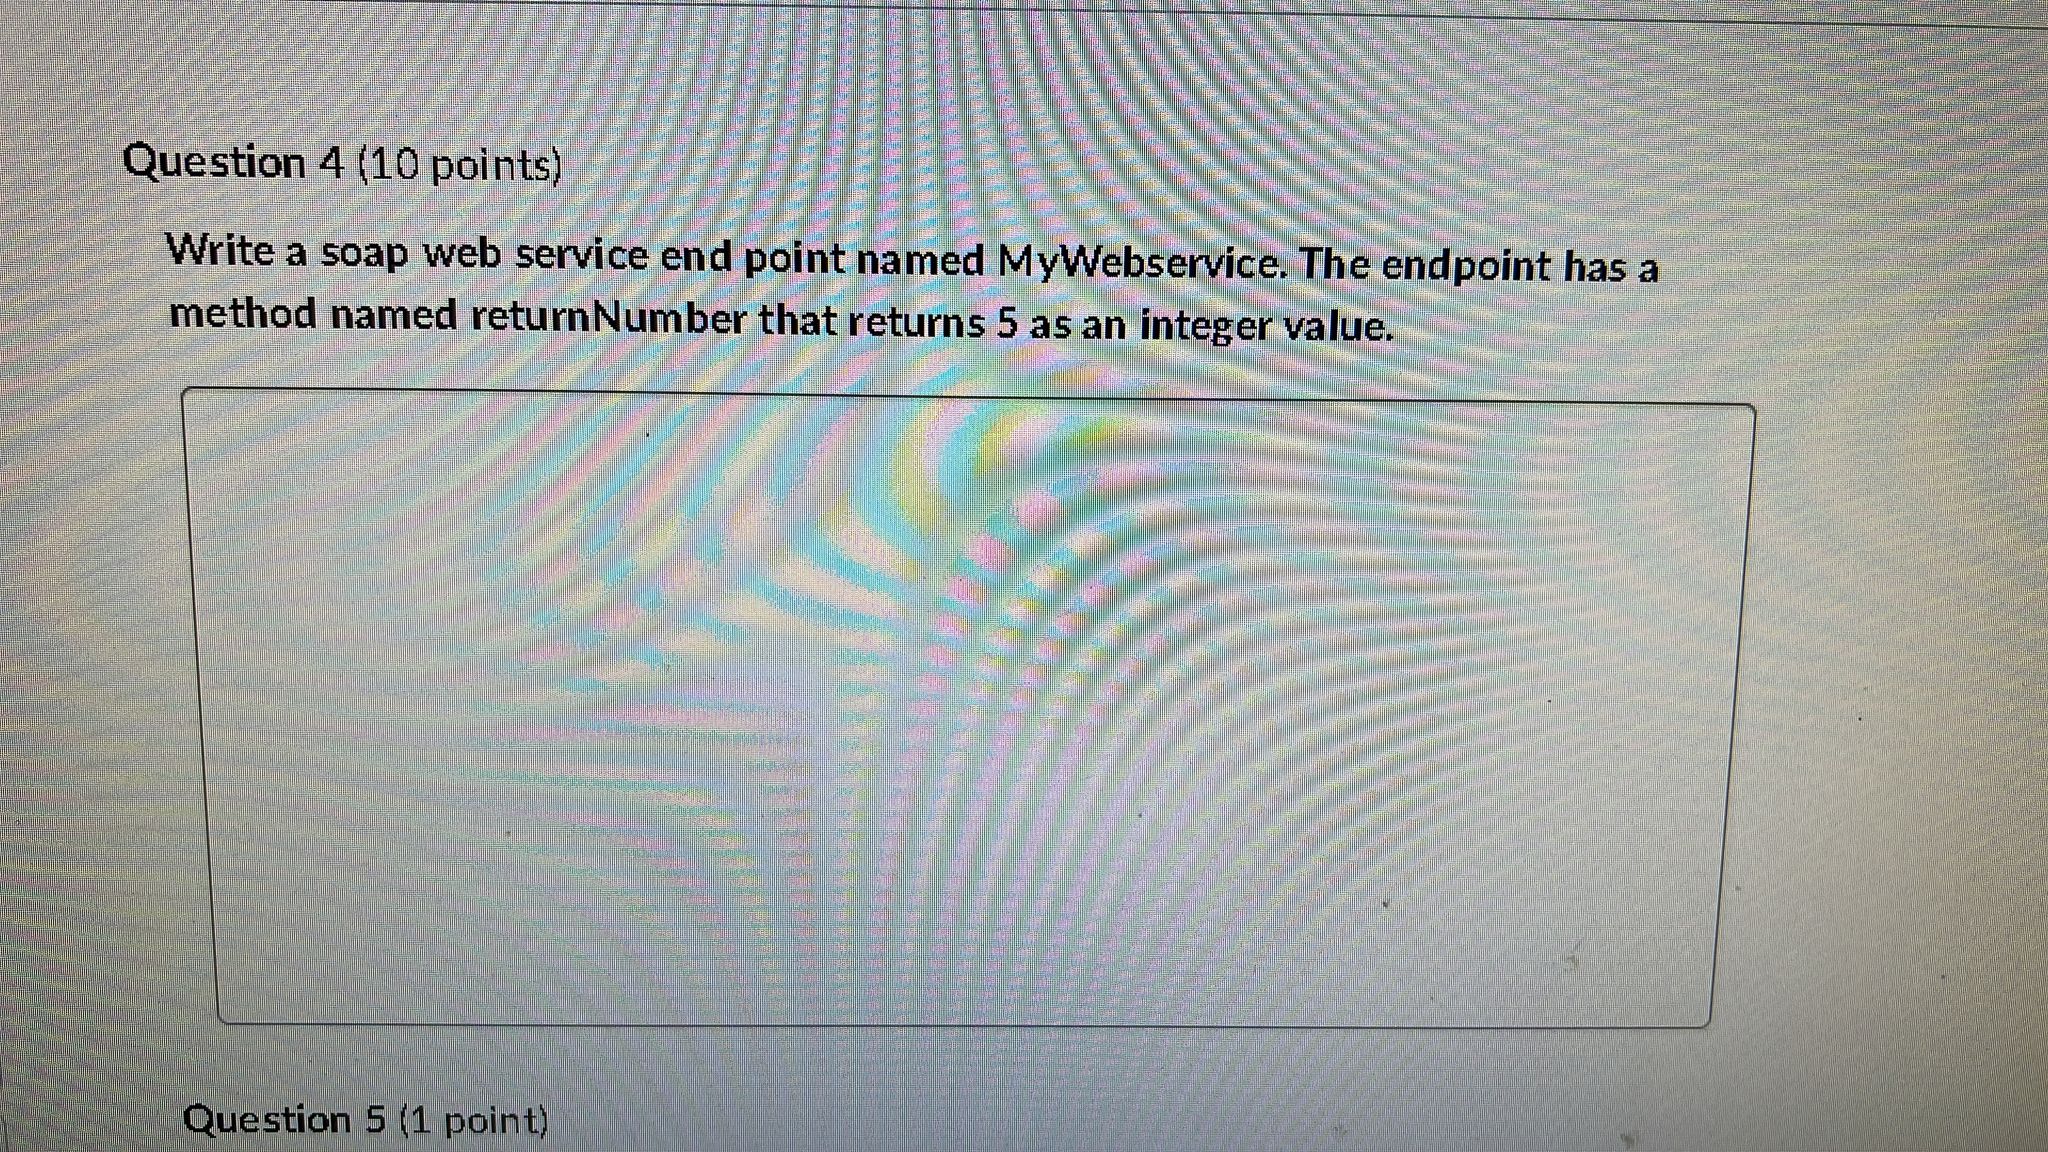 Question 4 (10 points)
Write a soap web service end point named MyWebservice. The endpoint has a
method named returnNumber that returns 5 as an integer value.
Question 5 (1 point)